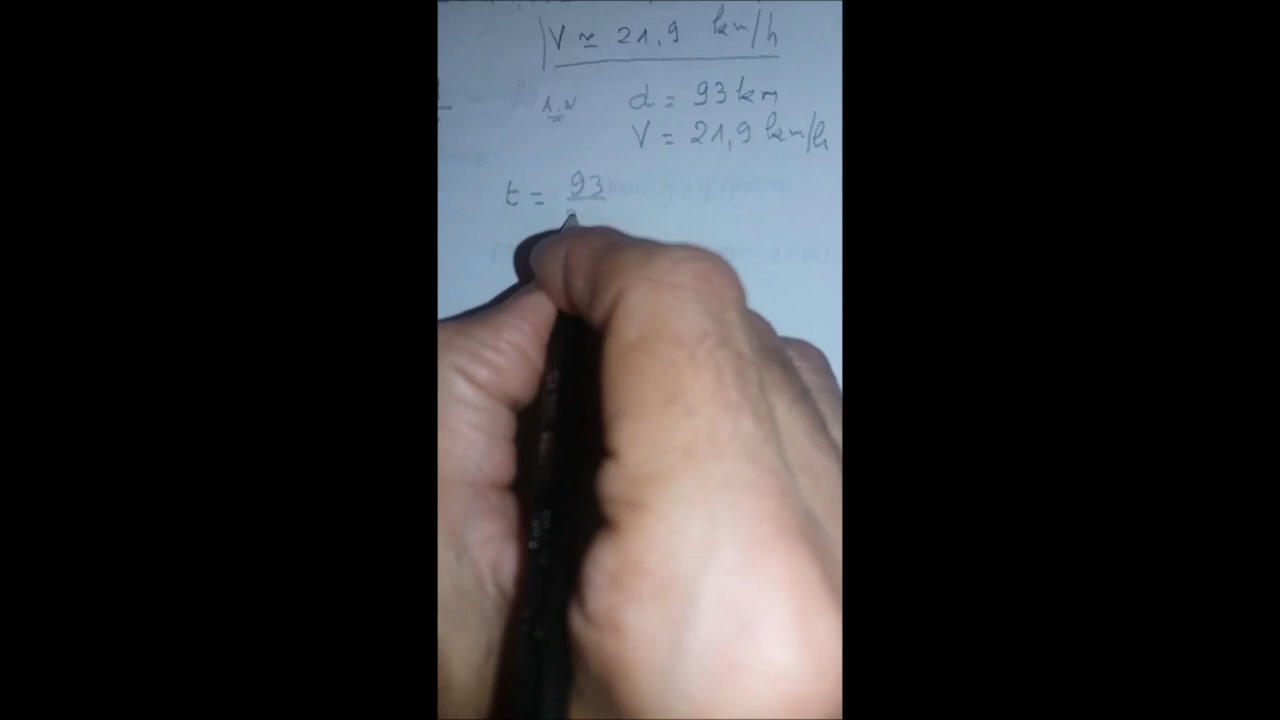 V ≃ 21,9 km/h
A.N d = 93 km
V = 21,9 km/h
t = 93